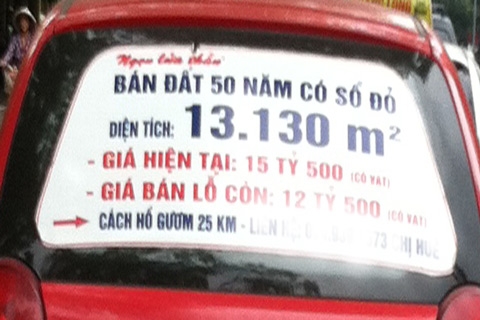 Ngọn lửa thần
BÁN ĐẤT 50 NĂM CÓ SỔ ĐỎ
DIỆN TÍCH: 13.130 m²
- GIÁ HIỆN TẠI: 15 TỶ 500 (CÓ VAT)
- GIÁ BÁN LỖ CÒN: 12 TỶ 500 (CÓ VAT)
→ CÁCH HỒ GƯƠM 25 KM - LIÊN HỆ 73 CHỊ HUỆ